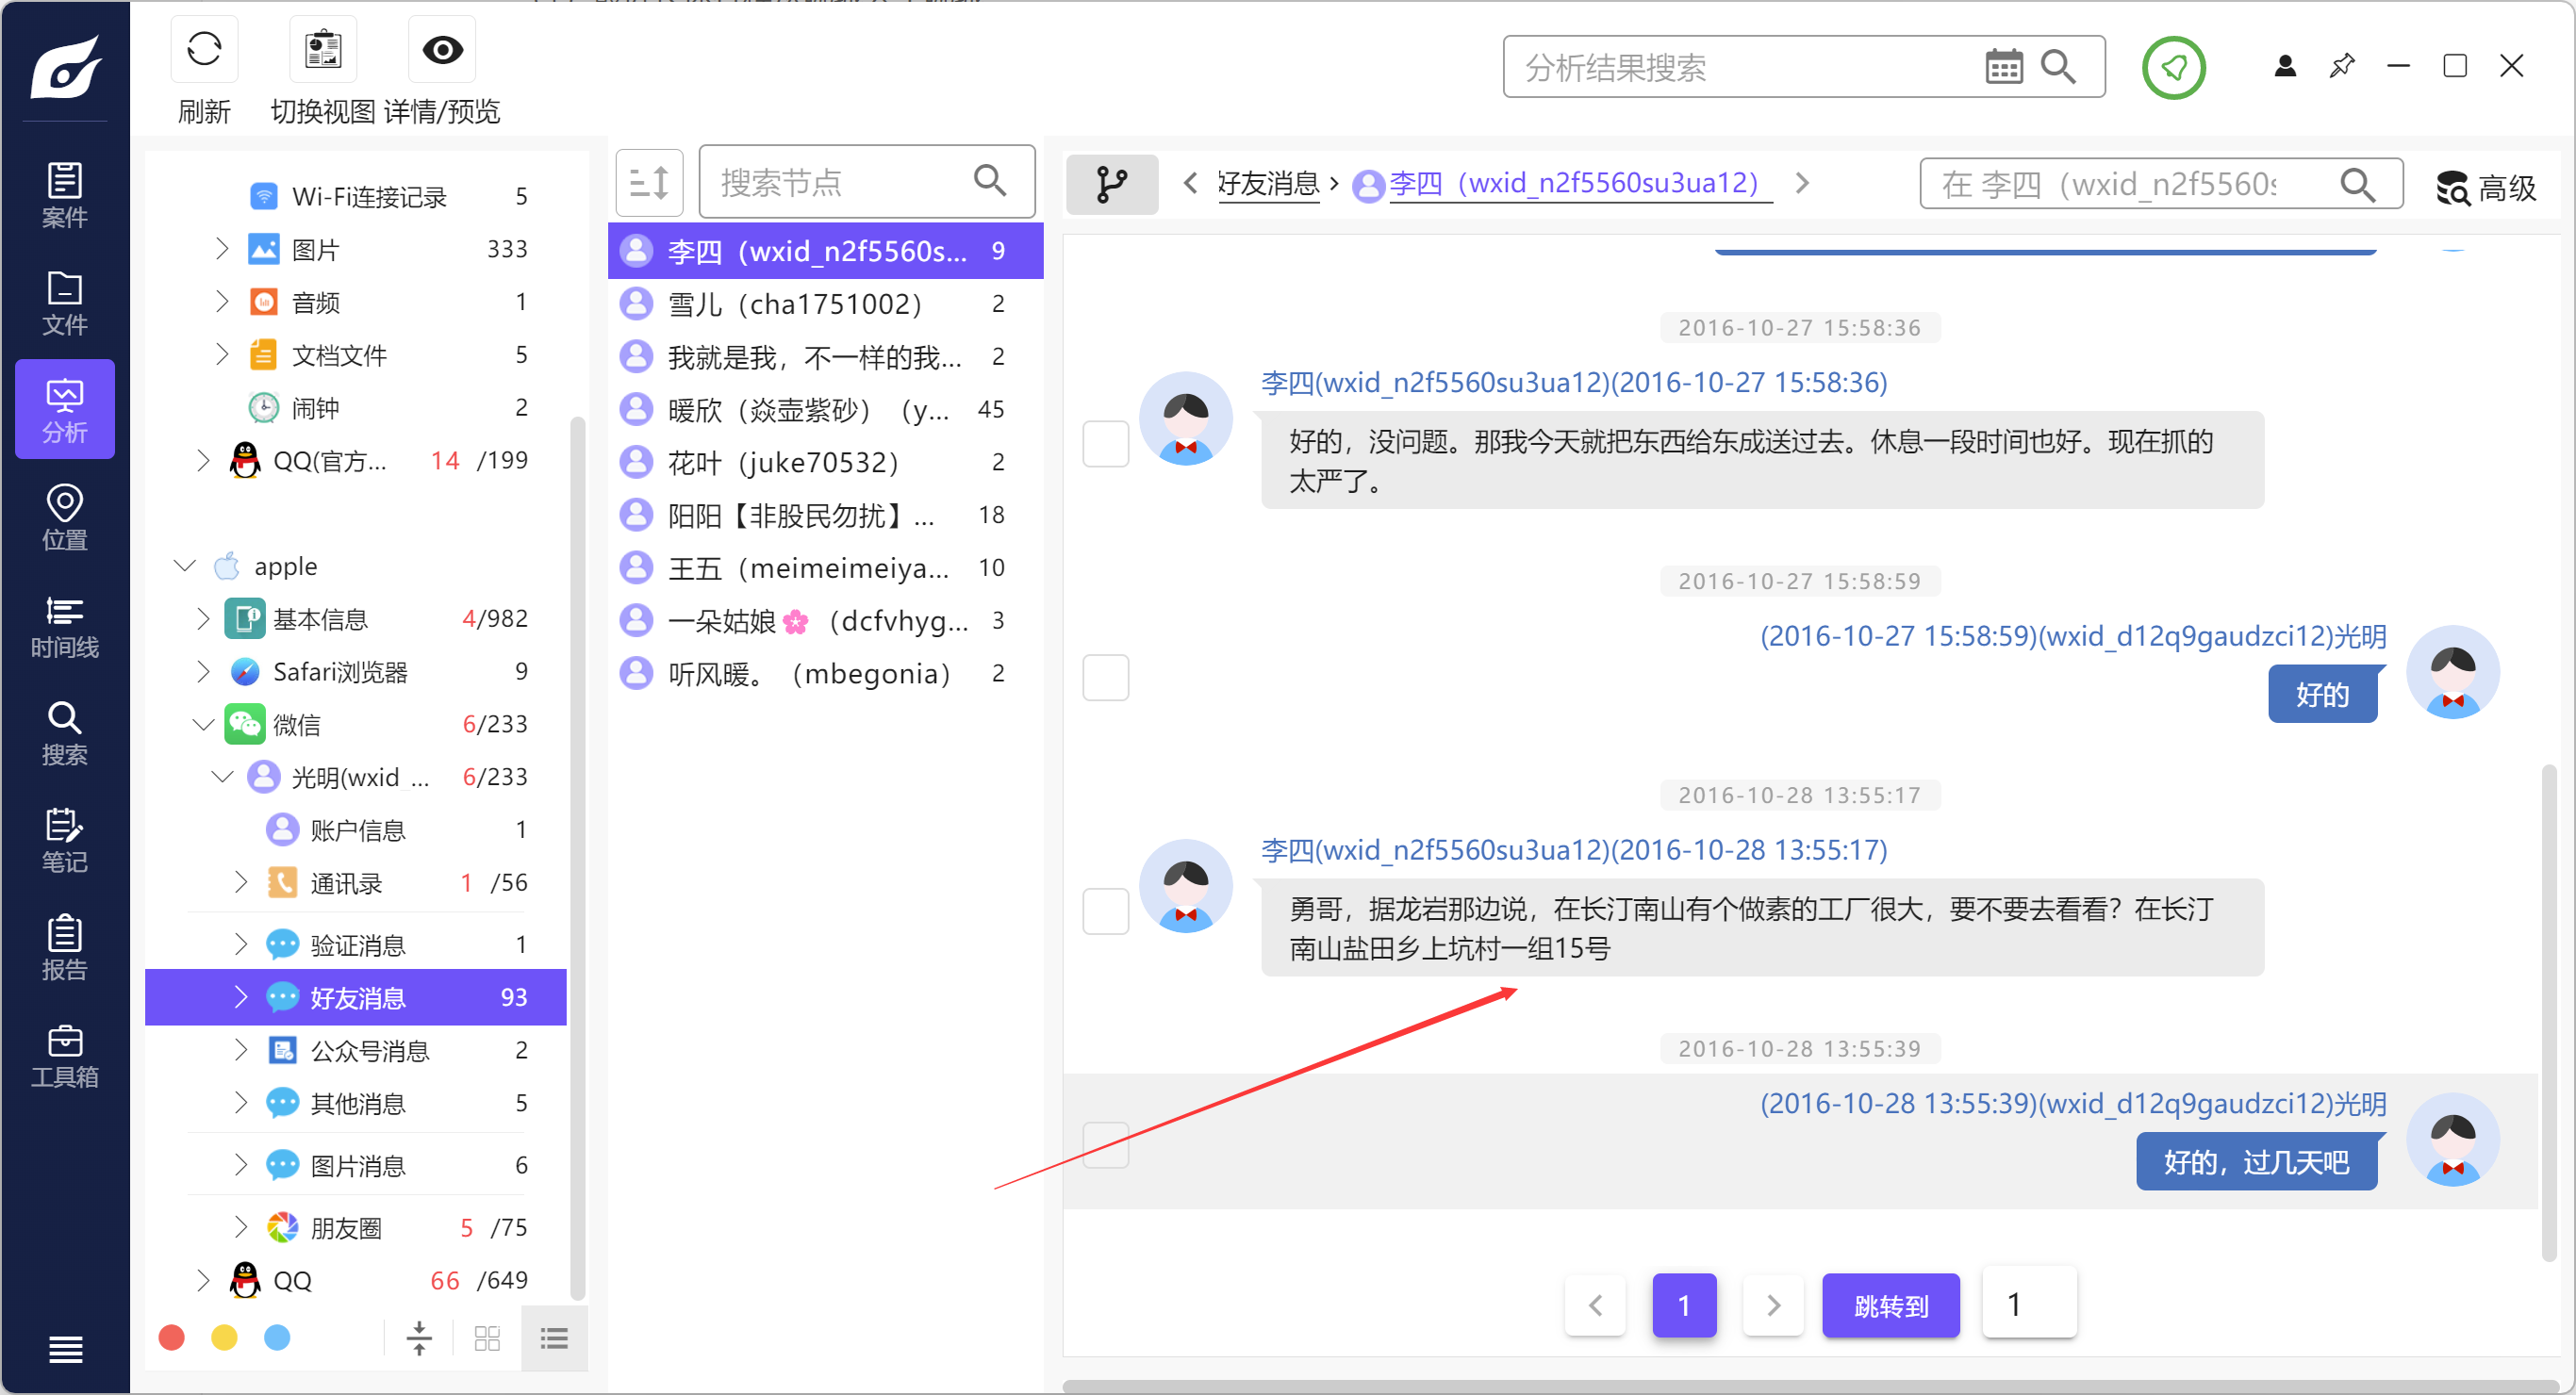 刷新
切换视图
详情/预览
分析结果搜索
案件
文件
分析
位置
时间线
搜索
笔记
报告
工具箱
Wi-Fi连接记录 5
图片 333
音频 1
文档文件 5
闹钟 2
QQ(官方... 14 /199
apple
基本信息 4/982
Safari浏览器 9
微信 6/233
光明(wxid_... 6/233
账户信息 1
通讯录 1 /56
验证消息 1
好友消息 93
公众号消息 2
其他消息 5
图片消息 6
朋友圈 5 /75
QQ 66 /649
搜索节点
李四（wxid_n2f5560s... 9
雪儿（cha1751002） 2
我就是我，不一样的我... 2
暖欣（焱壶紫砂）（y... 45
花叶（juke70532） 2
阳阳【非股民勿扰】... 18
王五（meimeimeiya... 10
一朵姑娘🌸（dcfvhyg... 3
听风暖。（mbegonia） 2
好友消息 > 李四（wxid_n2f5560su3ua12）
在 李四（wxid_n2f5560s
高级
2016-10-27 15:58:36
李四(wxid_n2f5560su3ua12)(2016-10-27 15:58:36)
好的，没问题。那我今天就把东西给东成送过去。休息一段时间也好。现在抓的
太严了。
2016-10-27 15:58:59
(2016-10-27 15:58:59)(wxid_d12q9gaudzci12)光明
好的
2016-10-28 13:55:17
李四(wxid_n2f5560su3ua12)(2016-10-28 13:55:17)
勇哥，据龙岩那边说，在长汀南山有个做素的工厂很大，要不要去看看？在长汀
南山盐田乡上坑村一组15号
2016-10-28 13:55:39
(2016-10-28 13:55:39)(wxid_d12q9gaudzci12)光明
好的，过几天吧
1
跳转到
1